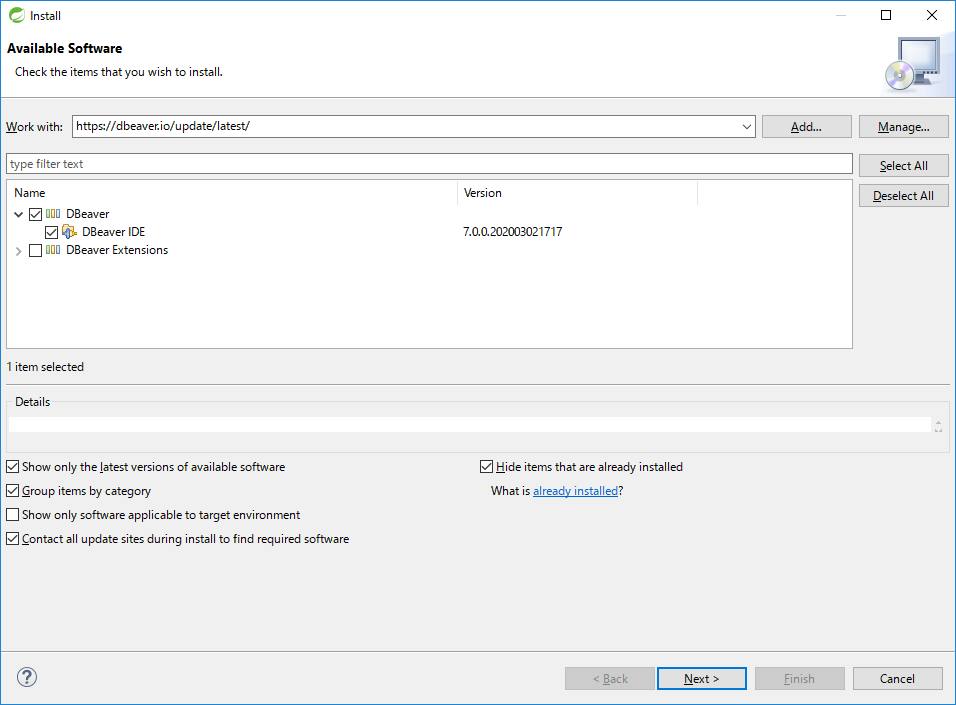 Install
Available Software
Check the items that you wish to install.
Work with: https://dbeaver.io/update/latest/ Add... Manage...
type filter text Select All
Deselect All
Name Version
DBeaver
DBeaver IDE 7.0.0.202003021717
DBeaver Extensions
1 item selected
Details
Show only the latest versions of available software Hide items that are already installed
Group items by category What is already installed?
Show only software applicable to target environment
Contact all update sites during install to find required software
? < Back Next > Finish Cancel